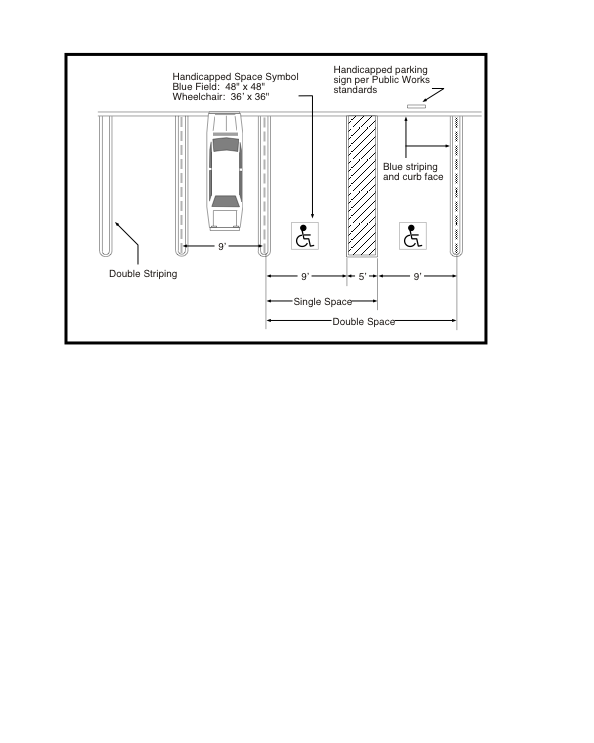 Handicapped Space Symbol
Blue Field:  48" x 48"
Wheelchair:  36' x 36"
Handicapped parking
sign per Public Works
standards
Blue striping
and curb face
9'
Double Striping
9'
5'
9'
Single Space
Double Space